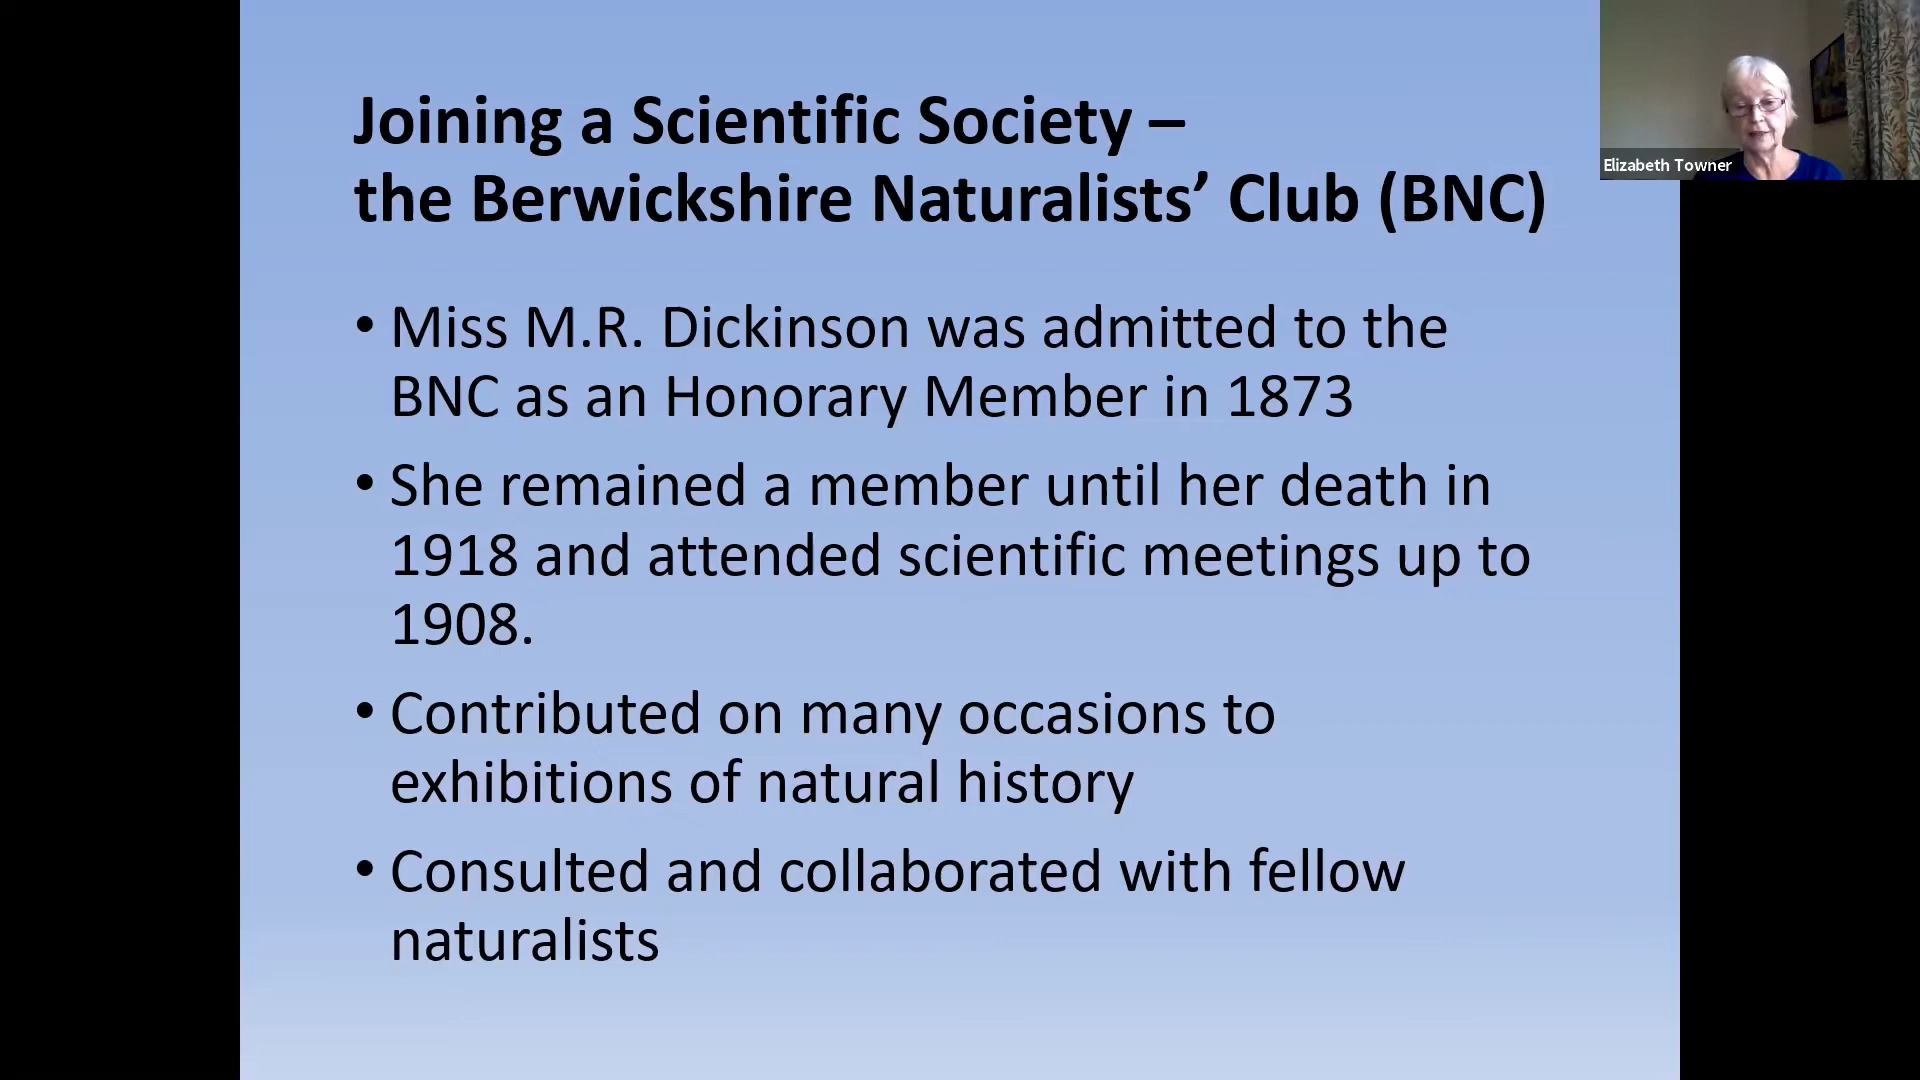 Joining a Scientific Society –
the Berwickshire Naturalists’ Club (BNC)
• Miss M.R. Dickinson was admitted to the
BNC as an Honorary Member in 1873
• She remained a member until her death in
1918 and attended scientific meetings up to
1908.
• Contributed on many occasions to
exhibitions of natural history
• Consulted and collaborated with fellow
naturalists
Elizabeth Towner